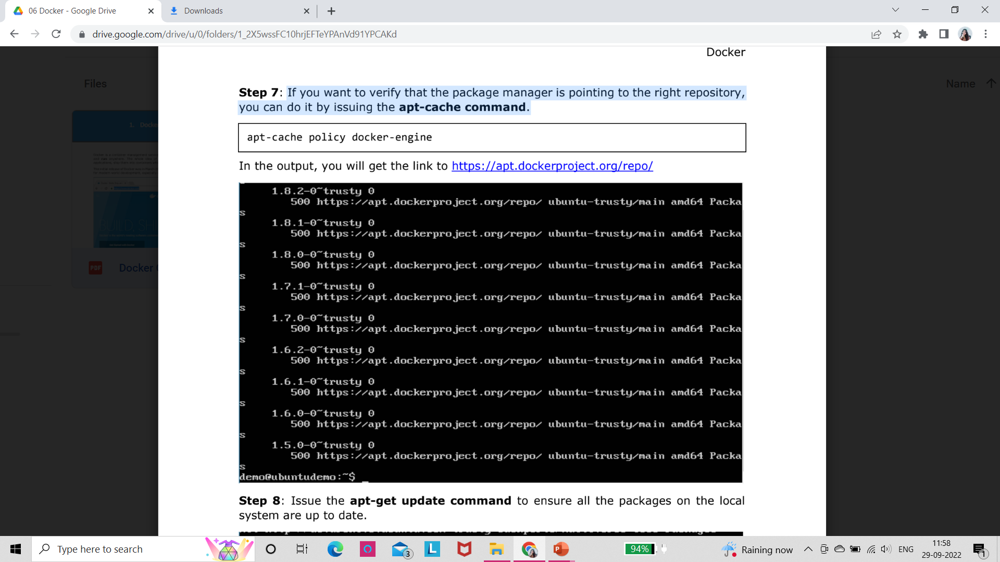 06 Docker - Google Drive
Downloads
drive.google.com/drive/u/0/folders/1_2X5wssFC10hrjEFTeYPAnVd91YPCAKd
Docker
Files
Name
Step 7: If you want to verify that the package manager is pointing to the right repository,
you can do it by issuing the apt-cache command.
1. Docke
apt-cache policy docker-engine
In the output, you will get the link to https://apt.dockerproject.org/repo/
1.8.2-0~trusty 0
500 https://apt.dockerproject.org/repo/ ubuntu-trusty/main amd64 Packa
s
1.8.1-0~trusty 0
500 https://apt.dockerproject.org/repo/ ubuntu-trusty/main amd64 Packa
s
1.8.0-0~trusty 0
500 https://apt.dockerproject.org/repo/ ubuntu-trusty/main amd64 Packa
s
1.7.1-0~trusty 0
500 https://apt.dockerproject.org/repo/ ubuntu-trusty/main amd64 Packa
s
1.7.0-0~trusty 0
500 https://apt.dockerproject.org/repo/ ubuntu-trusty/main amd64 Packa
s
1.6.2-0~trusty 0
500 https://apt.dockerproject.org/repo/ ubuntu-trusty/main amd64 Packa
s
1.6.1-0~trusty 0
500 https://apt.dockerproject.org/repo/ ubuntu-trusty/main amd64 Packa
s
1.6.0-0~trusty 0
500 https://apt.dockerproject.org/repo/ ubuntu-trusty/main amd64 Packa
s
1.5.0-0~trusty 0
500 https://apt.dockerproject.org/repo/ ubuntu-trusty/main amd64 Packa
s
demo@ubuntudemo:~$ _
BUILD, SH
PDF Docker
Step 8: Issue the apt-get update command to ensure all the packages on the local
system are up to date.
Type here to search
3
L
P
94%
Raining now
ENG
11:58
29-09-2022
1